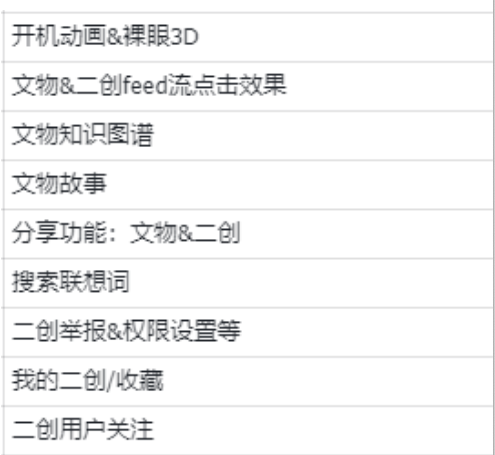 开机动画&裸眼3D
文物&二创feed流点击效果
文物知识图谱
文物故事
分享功能：文物&二创
搜索联想词
二创举报&权限设置等
我的二创/收藏
二创用户关注